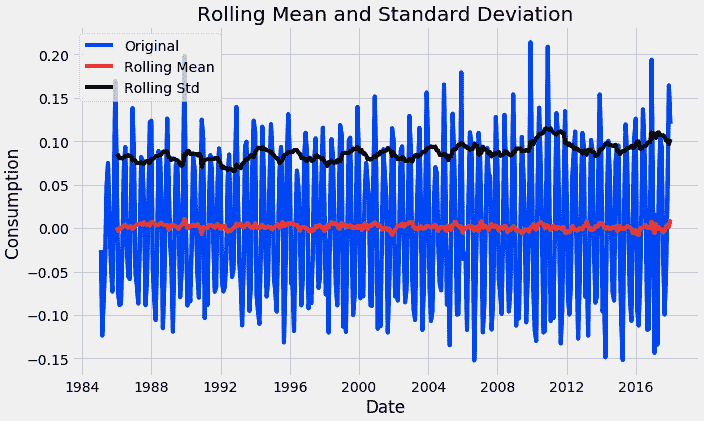 Rolling Mean and Standard Deviation
Original
Rolling Mean
Rolling Std
0.20
0.15
0.10
0.05
0.00
−0.05
−0.10
−0.15
Consumption
1984 1988 1992 1996 2000 2004 2008 2012 2016
Date